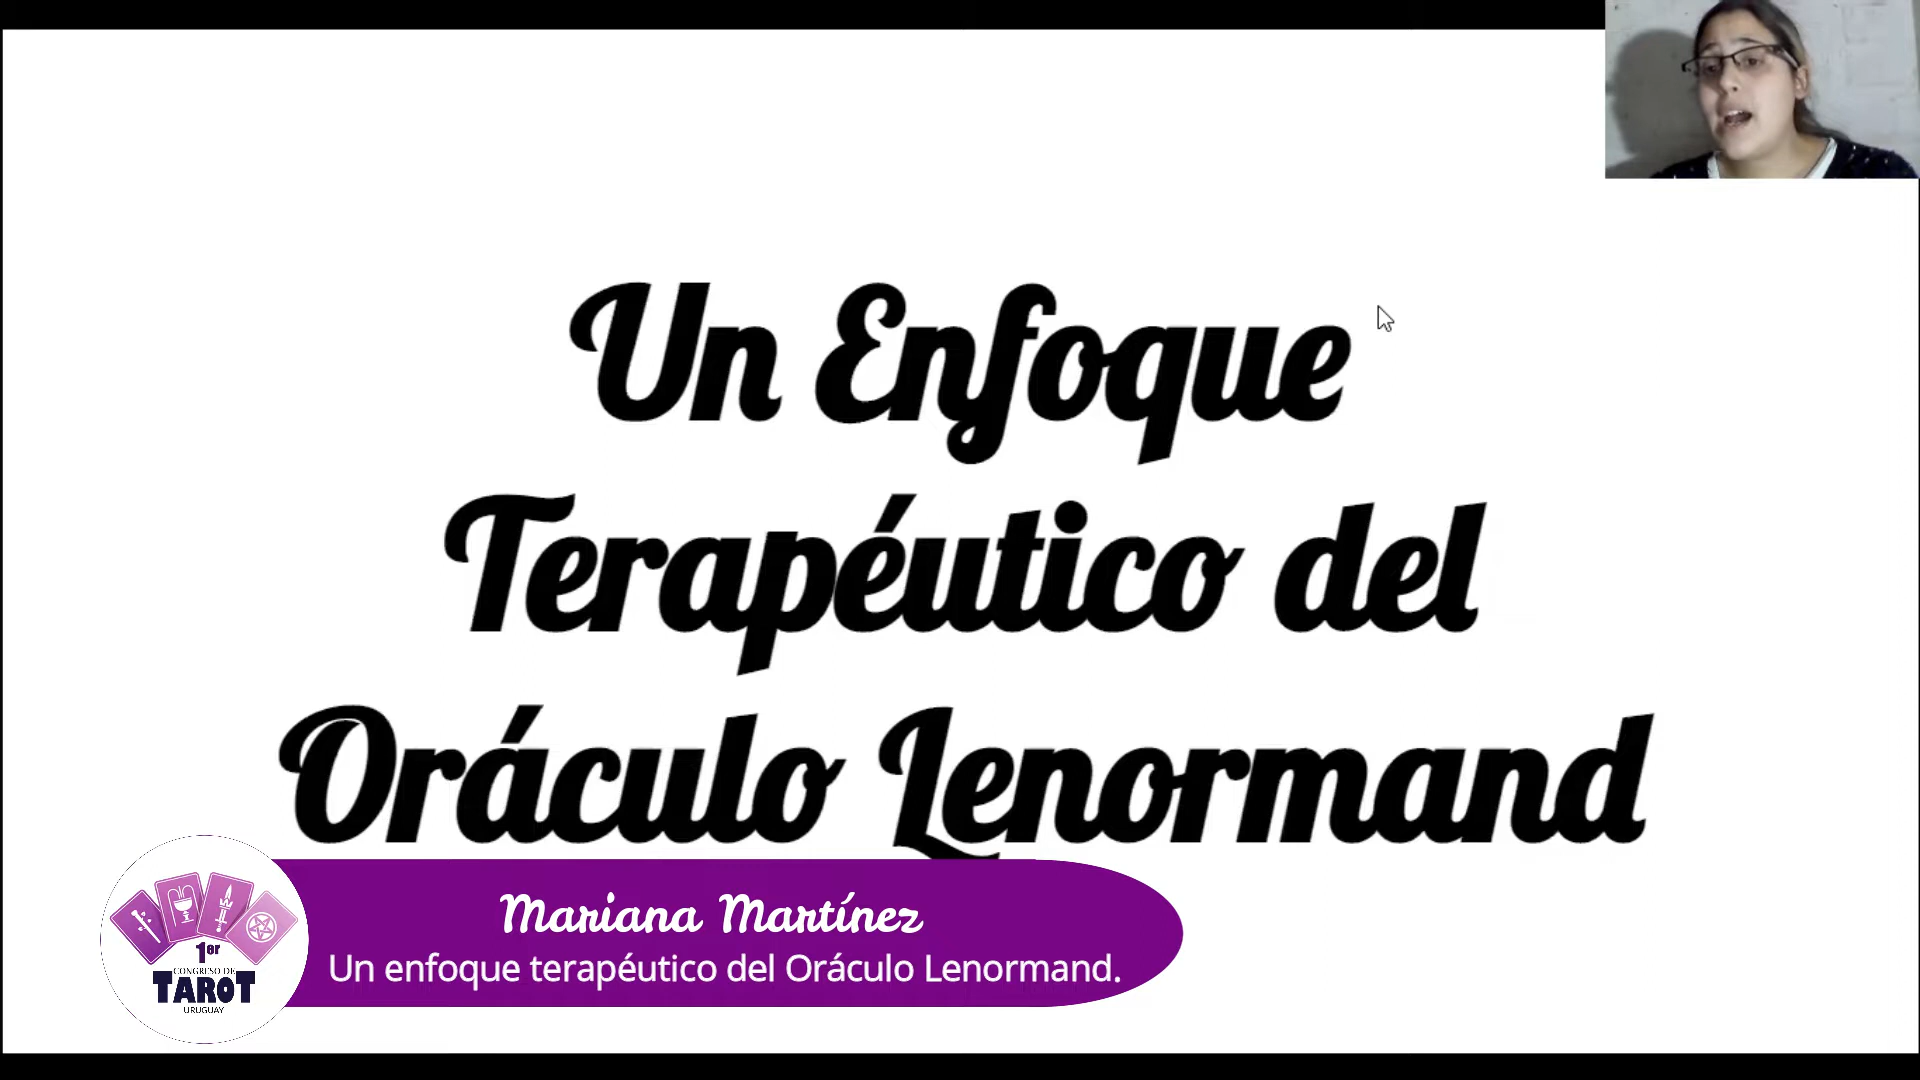 Un Enfoque
Terapéutico del
Oráculo Lenormand
Mariana Martínez
Un enfoque terapéutico del Oráculo Lenormand.
1er
CONGRESO DE
TAROT
URUGUAY